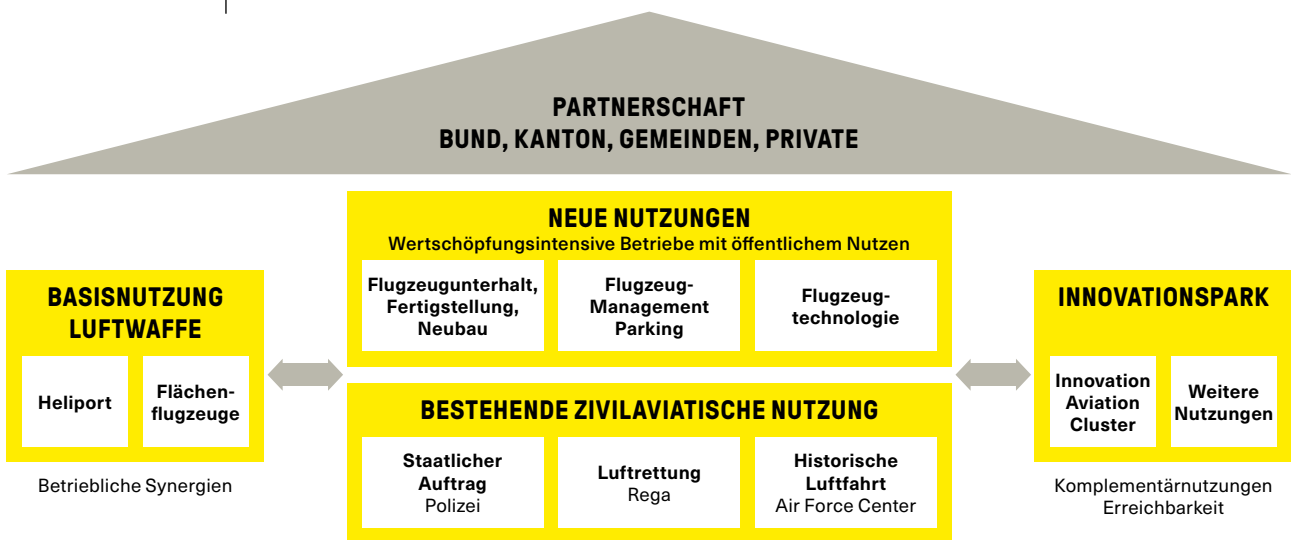 PARTNERSCHAFT
BUND, KANTON, GEMEINDEN, PRIVATE
BASISNUTZUNG
LUFTWAFFE
Heliport
Flächen-
flugzeuge
Betriebliche Synergien
NEUE NUTZUNGEN
Wertschöpfungsintensive Betriebe mit öffentlichem Nutzen
Flugzeugunterhalt,
Fertigstellung,
Neubau
Flugzeug-
Management
Parking
Flugzeug-
technologie
BESTEHENDE ZIVILAVIATISCHE NUTZUNG
Staatlicher
Auftrag
Polizei
Luftrettung
Rega
Historische
Luftfahrt
Air Force Center
INNOVATIONSPARK
Innovation
Aviation
Cluster
Weitere
Nutzungen
Komplementärnutzungen
Erreichbarkeit